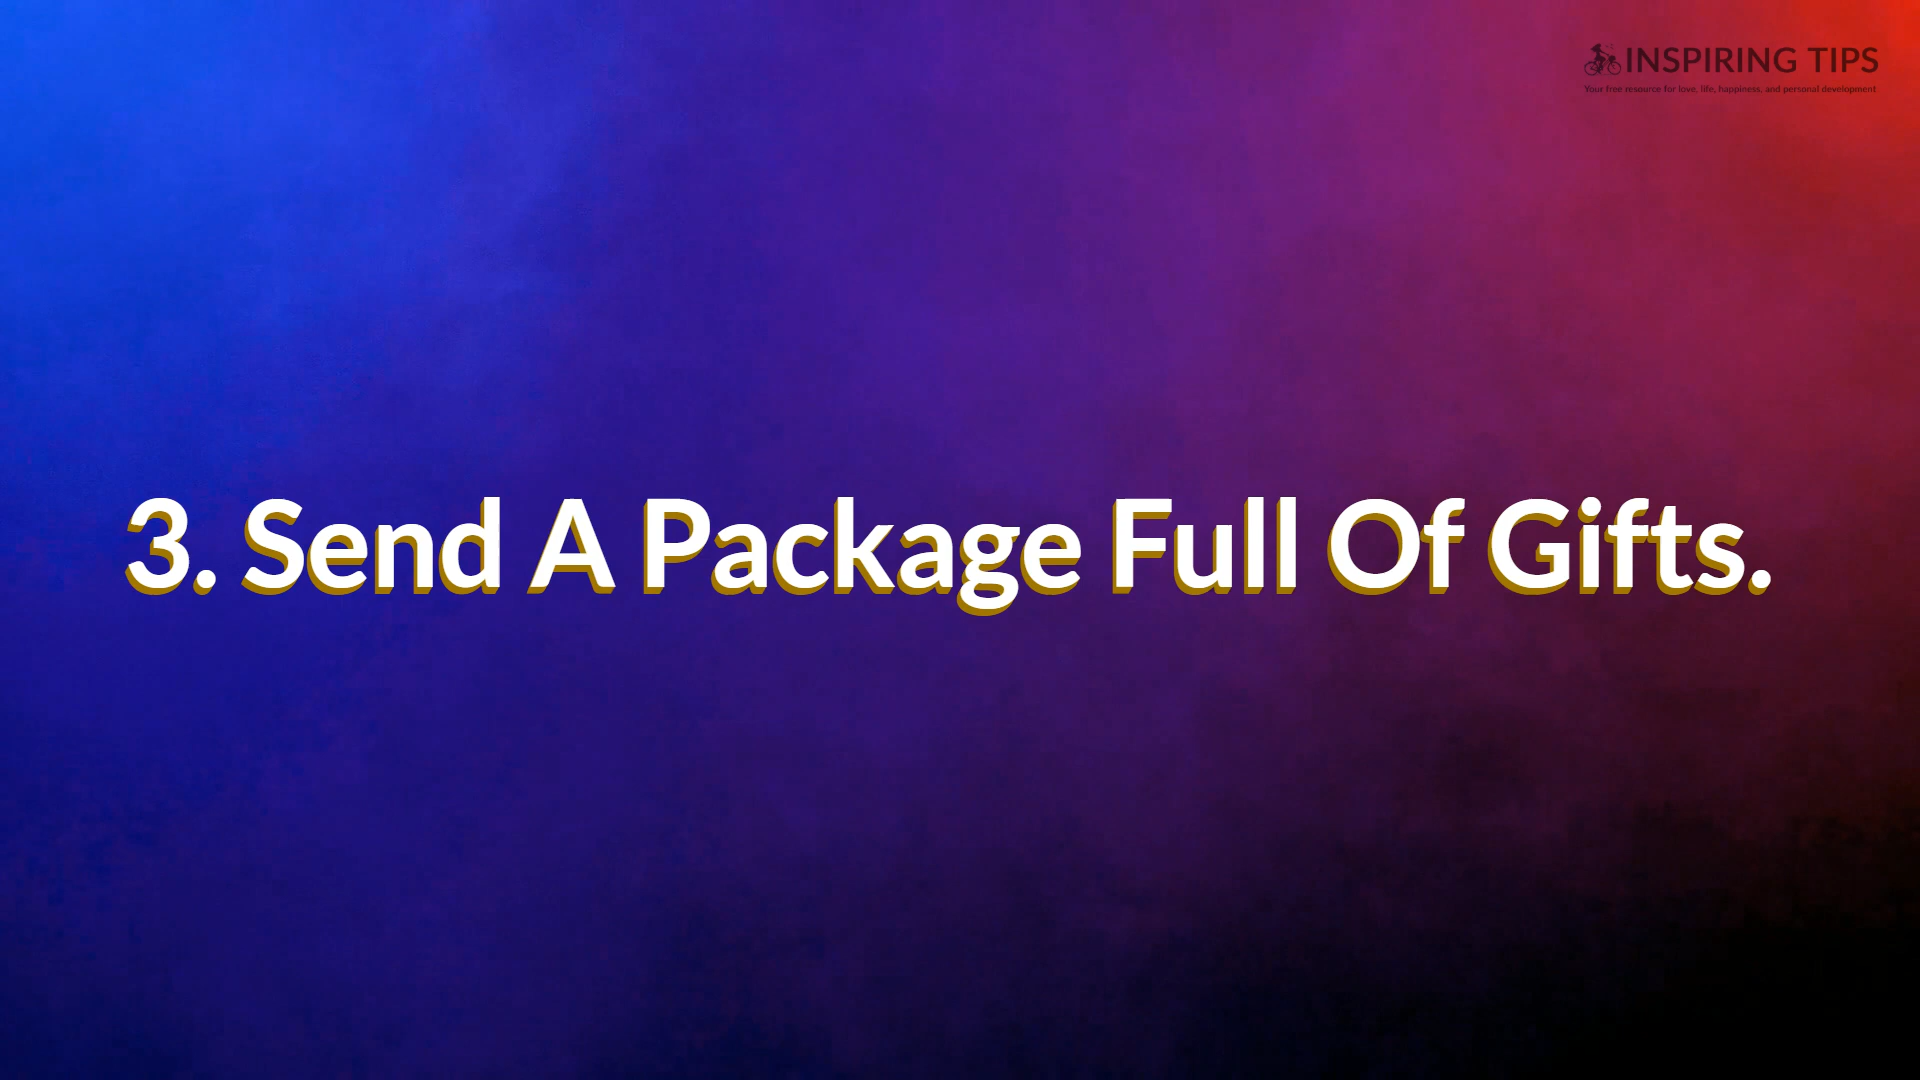 INSPIRING TIPS
Your free resource for love, life, happiness, and personal development
3. Send A Package Full Of Gifts.